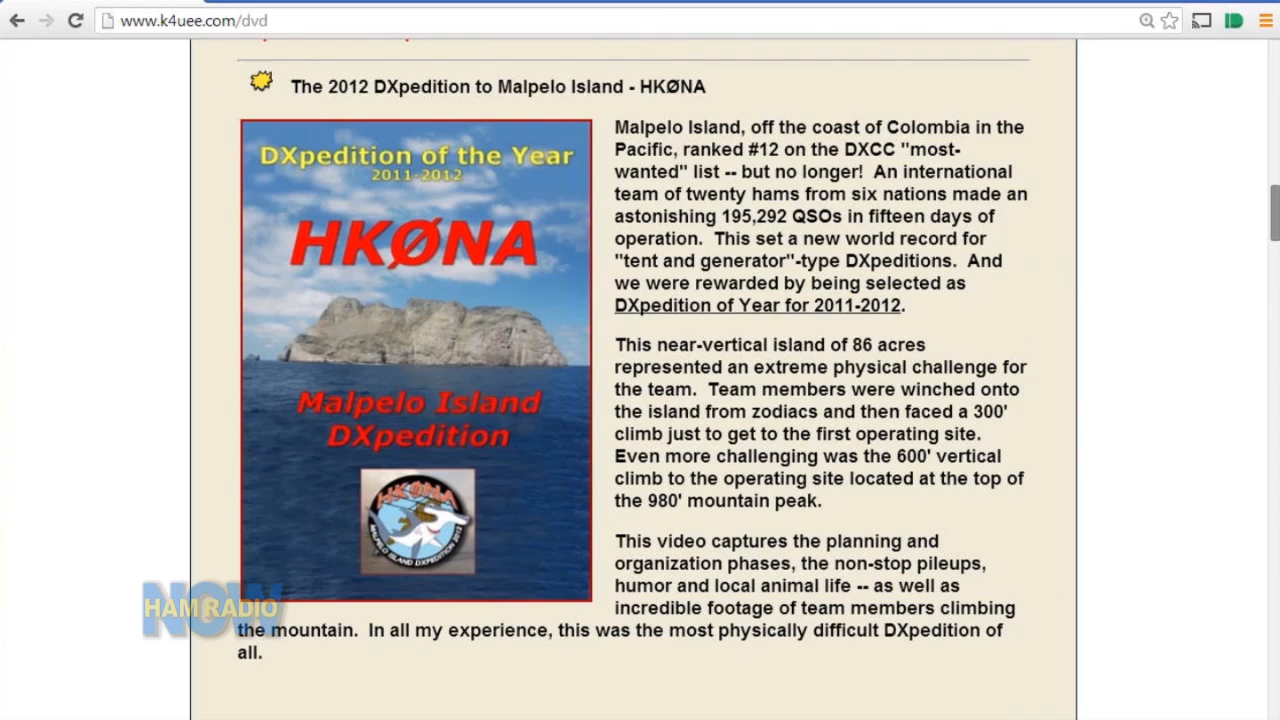 www.k4uee.com/dvd
The 2012 DXpedition to Malpelo Island - HKØNA
DXpedition of the Year
2011-2012
HKØNA
Malpelo Island
DXpedition
HKØNA
MALPELO ISLAND DXPEDITION 2012
Malpelo Island, off the coast of Colombia in the
Pacific, ranked #12 on the DXCC "most-
wanted" list -- but no longer!  An international
team of twenty hams from six nations made an
astonishing 195,292 QSOs in fifteen days of
operation.  This set a new world record for
"tent and generator"-type DXpeditions.  And
we were rewarded by being selected as
DXpedition of Year for 2011-2012.
This near-vertical island of 86 acres
represented an extreme physical challenge for
the team.  Team members were winched onto
the island from zodiacs and then faced a 300'
climb just to get to the first operating site.
Even more challenging was the 600' vertical
climb to the operating site located at the top of
the 980' mountain peak.
This video captures the planning and
organization phases, the non-stop pileups,
humor and local animal life -- as well as
incredible footage of team members climbing
the mountain.  In all my experience, this was the most physically difficult DXpedition of
all.
HAM RADIO
NOW